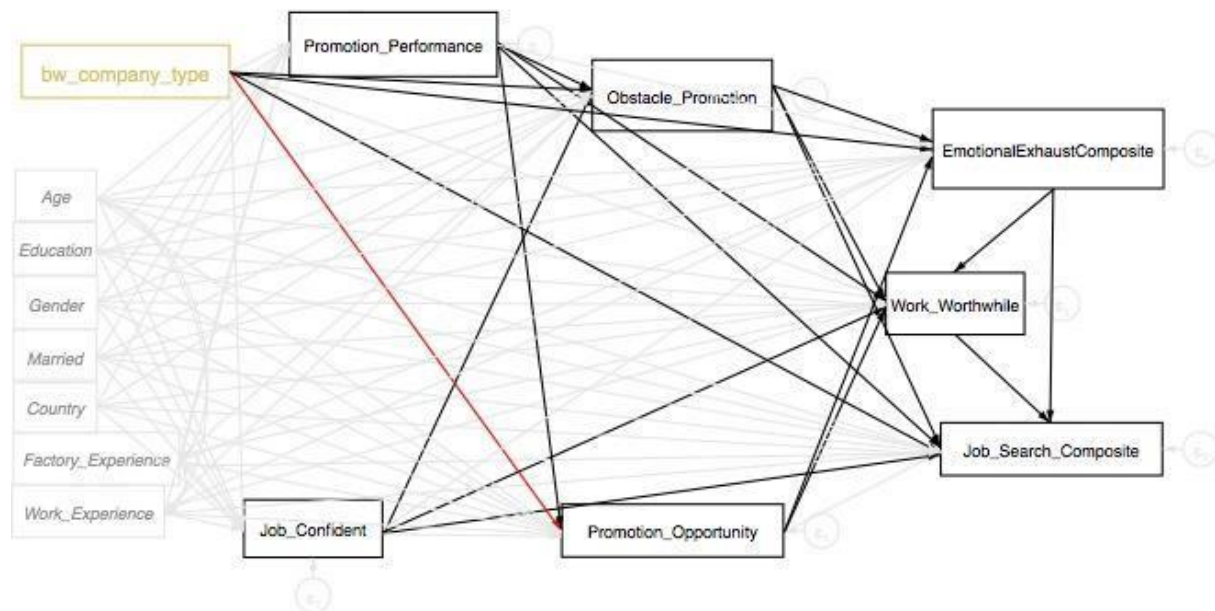 Promotion_Performance
bw_company_type
Obstacle_Promotion
EmotionalExhaustComposite
Age
Education
Gender
Work_Worthwhile
Married
Country
Factory_Experience
Job_Search_Composite
Work_Experience
Job_Confident
Promotion_Opportunity